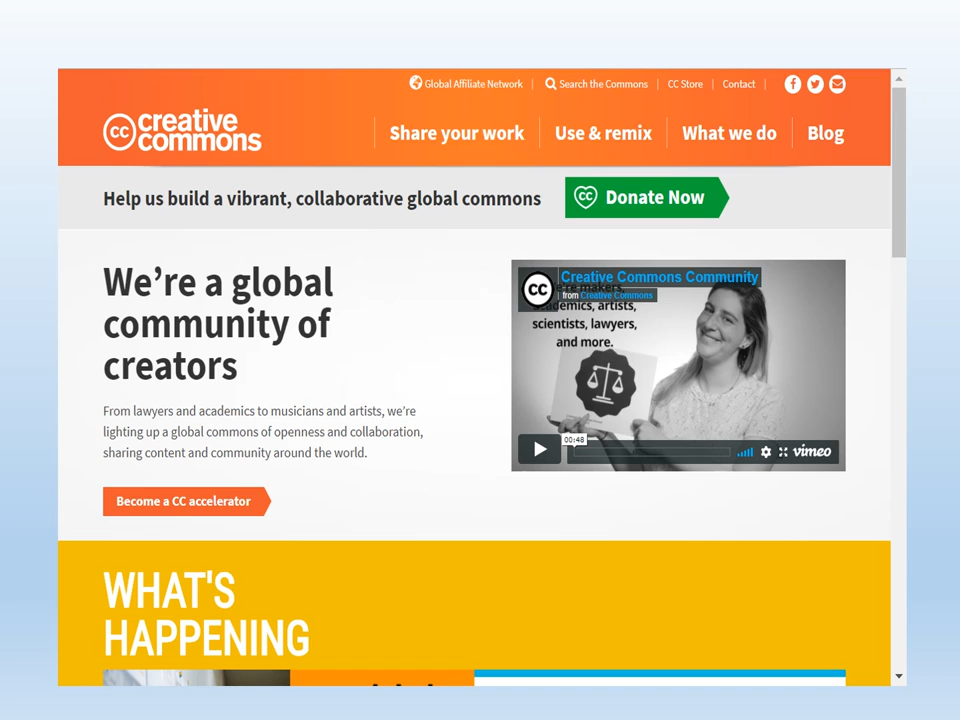 Global Affiliate Network | Search the Commons | CC Store | Contact |
cc creative
commons
Share your work
Use & remix
What we do
Blog
Help us build a vibrant, collaborative global commons
Donate Now
We’re a global
community of
creators
From lawyers and academics to musicians and artists, we’re
lighting up a global commons of openness and collaboration,
sharing content and community around the world.
Become a CC accelerator
cc
Creative Commons Community
from Creative Commons
makers,
academics, artists,
scientists, lawyers,
and more.
00:48
vimeo
WHAT'S
HAPPENING